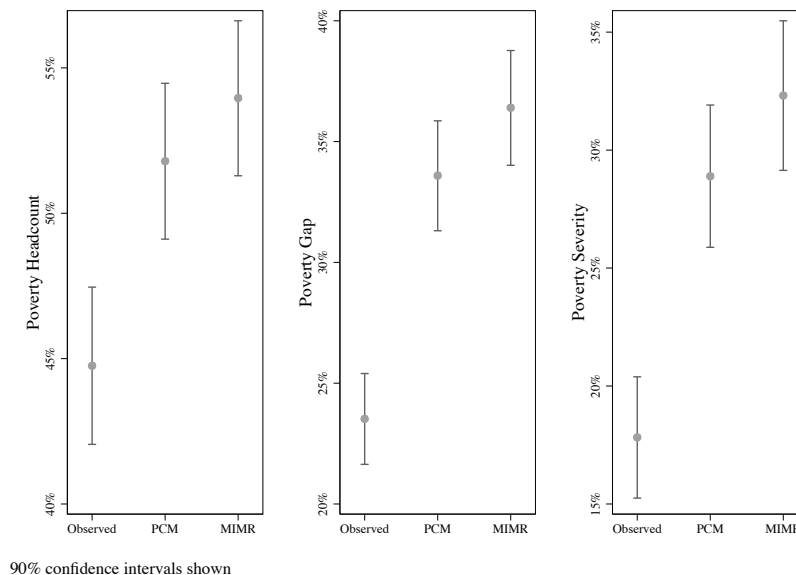 Poverty Headcount
55%
50%
45%
40%
Observed PCM MIMR
Poverty Gap
40%
35%
30%
25%
20%
Observed PCM MIMR
Poverty Severity
35%
30%
25%
20%
15%
Observed PCM MIMR
90% confidence intervals shown